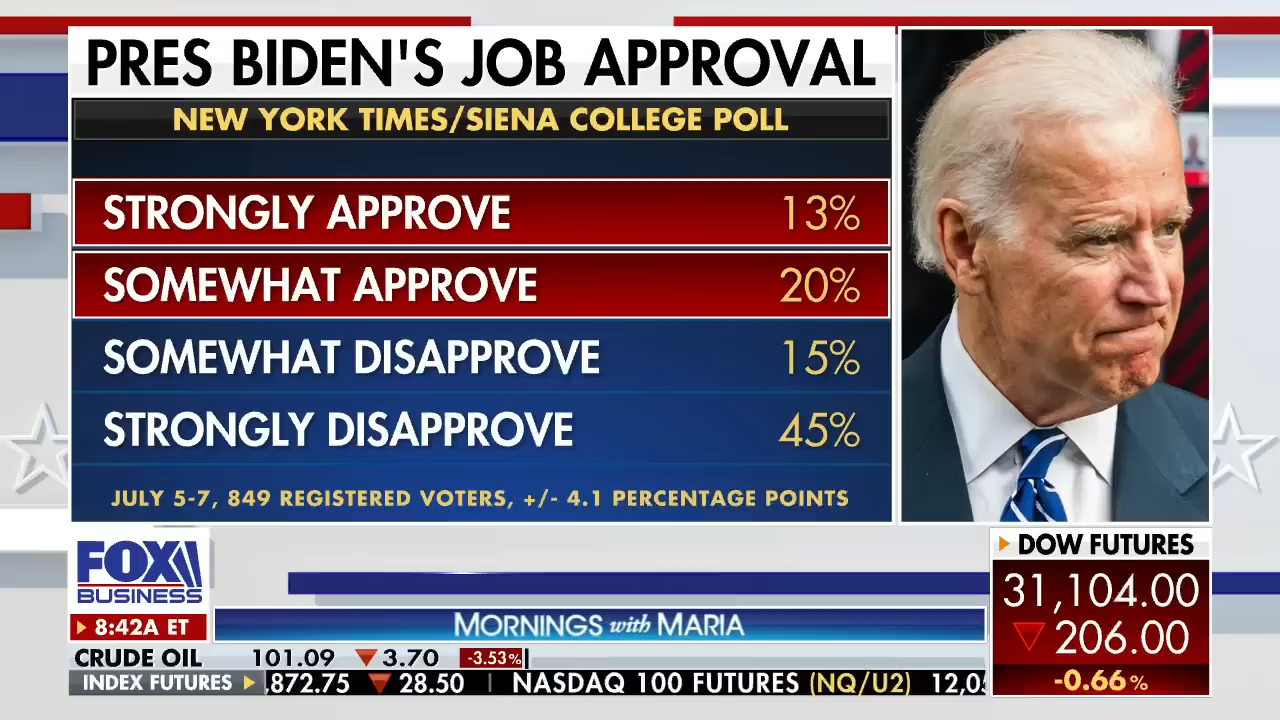 PRES BIDEN'S JOB APPROVAL
NEW YORK TIMES/SIENA COLLEGE POLL
STRONGLY APPROVE 13%
SOMEWHAT APPROVE 20%
SOMEWHAT DISAPPROVE 15%
STRONGLY DISAPPROVE 45%
JULY 5-7, 849 REGISTERED VOTERS, +/- 4.1 PERCENTAGE POINTS
FOX
BUSINESS
8:42A ET
MORNINGS with MARIA
DOW FUTURES
31,104.00
▼ 206.00
-0.66%
CRUDE OIL 101.09 ▼ 3.70 -3.53%
INDEX FUTURES ,872.75 ▼ 28.50 | NASDAQ 100 FUTURES (NQ/U2)